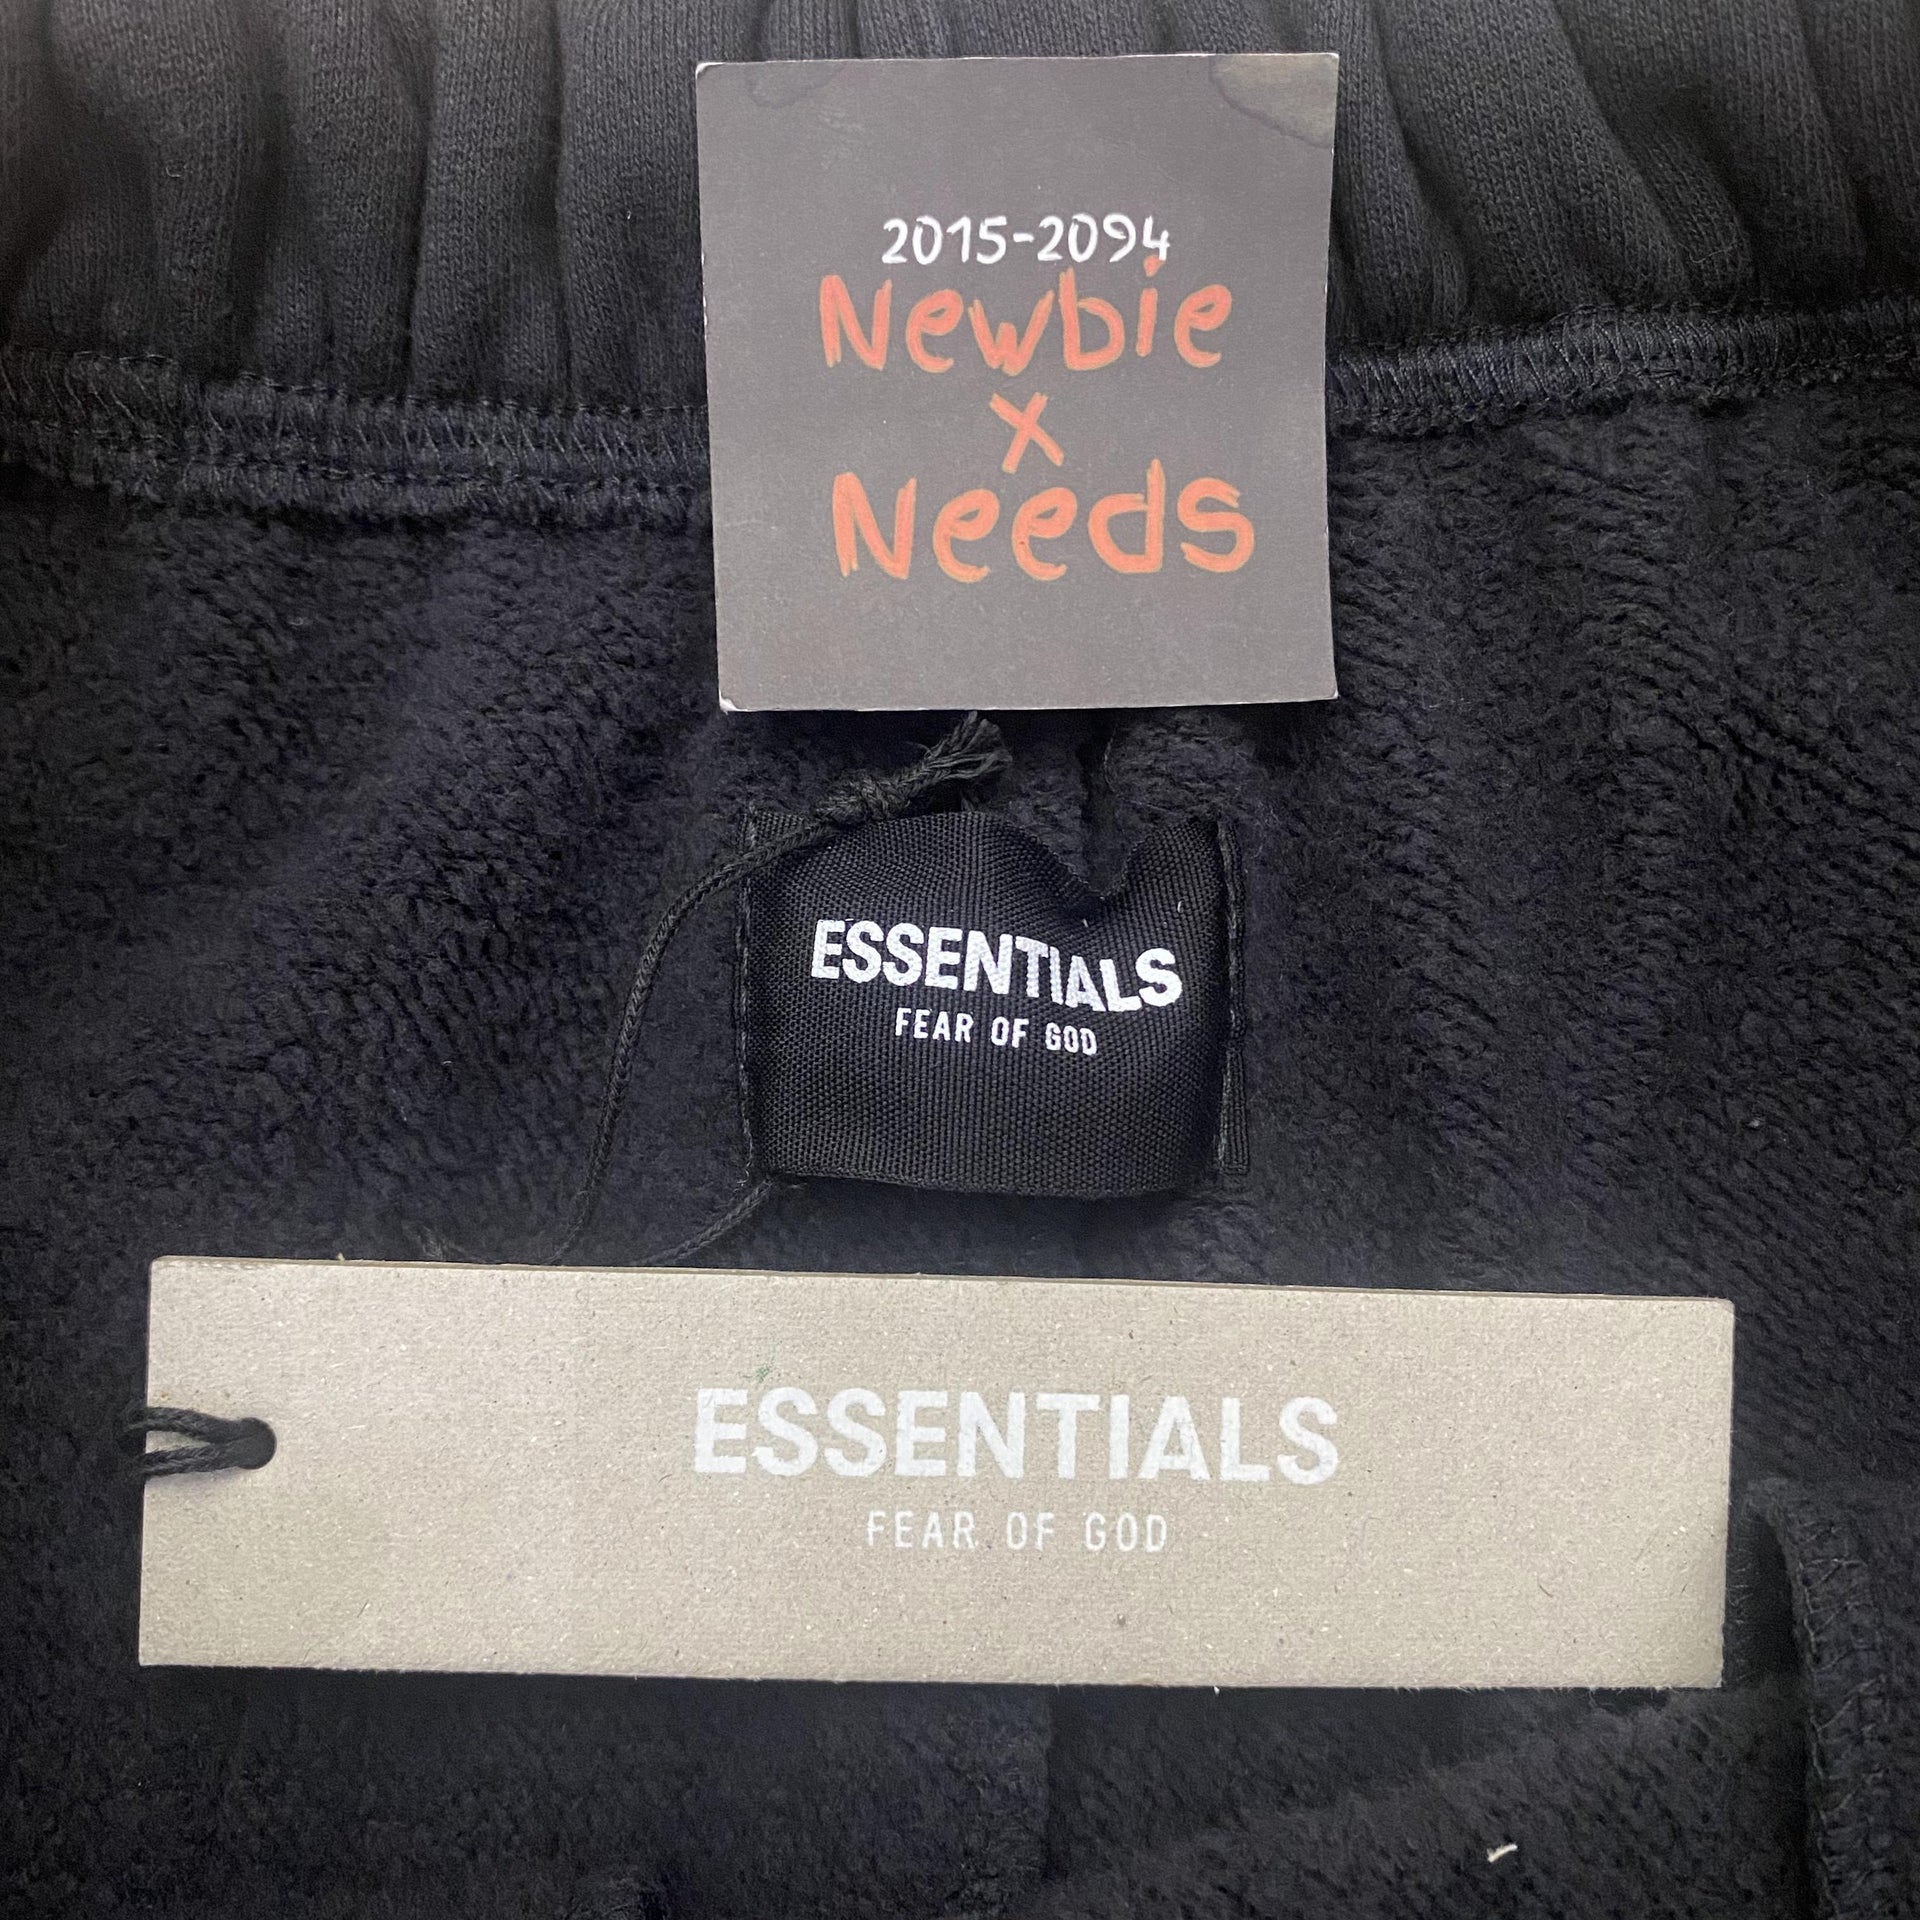 2015-2094
Newbie
x
Needs
ESSENTIALS
FEAR OF GOD
ESSENTIALS
FEAR OF GOD